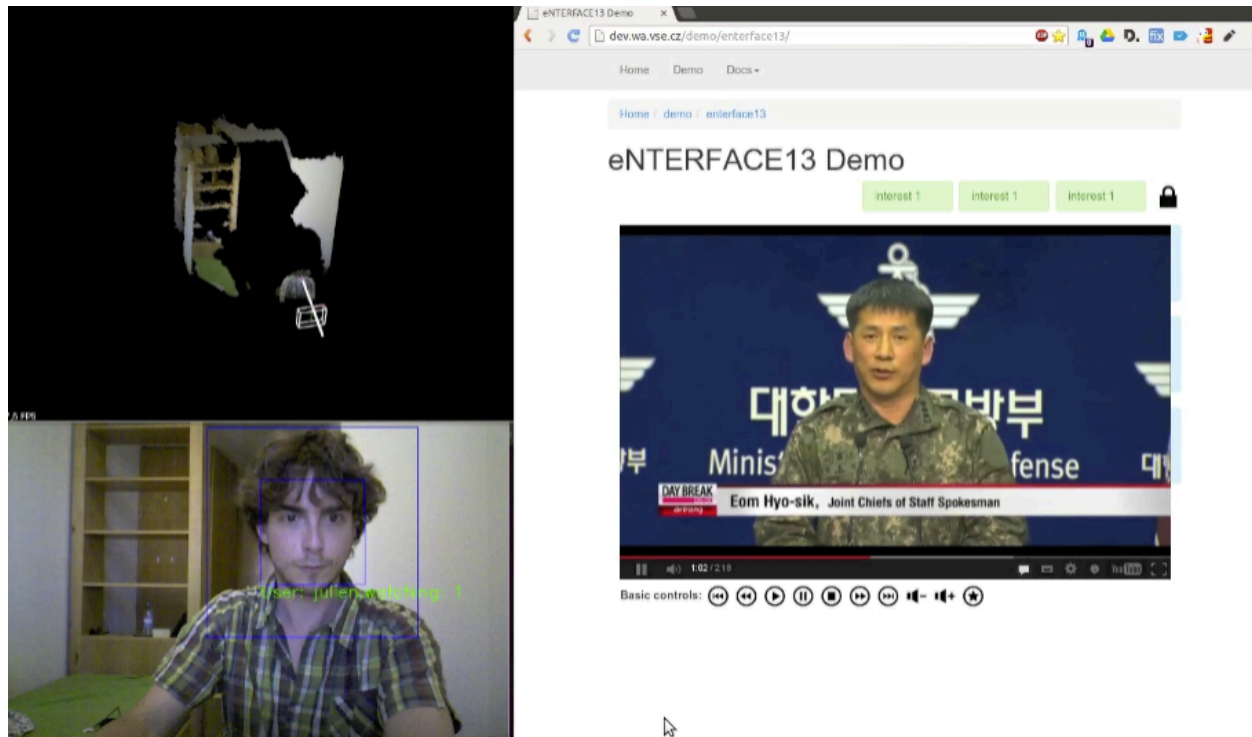 eNTERFACE13 Demo
dev.wa.vse.cz/demo/enterface13/
Home Demo Docs
Home / demo / enterface13
eNTERFACE13 Demo
interest 1 interest 1 interest 1
대한 방부
부 Minis fense 대
DAY BREAK
arirang
Eom Hyo-sik, Joint Chiefs of Staff Spokesman
1:02 / 2:18
Basic controls:
FPS
User: julien watching: 1